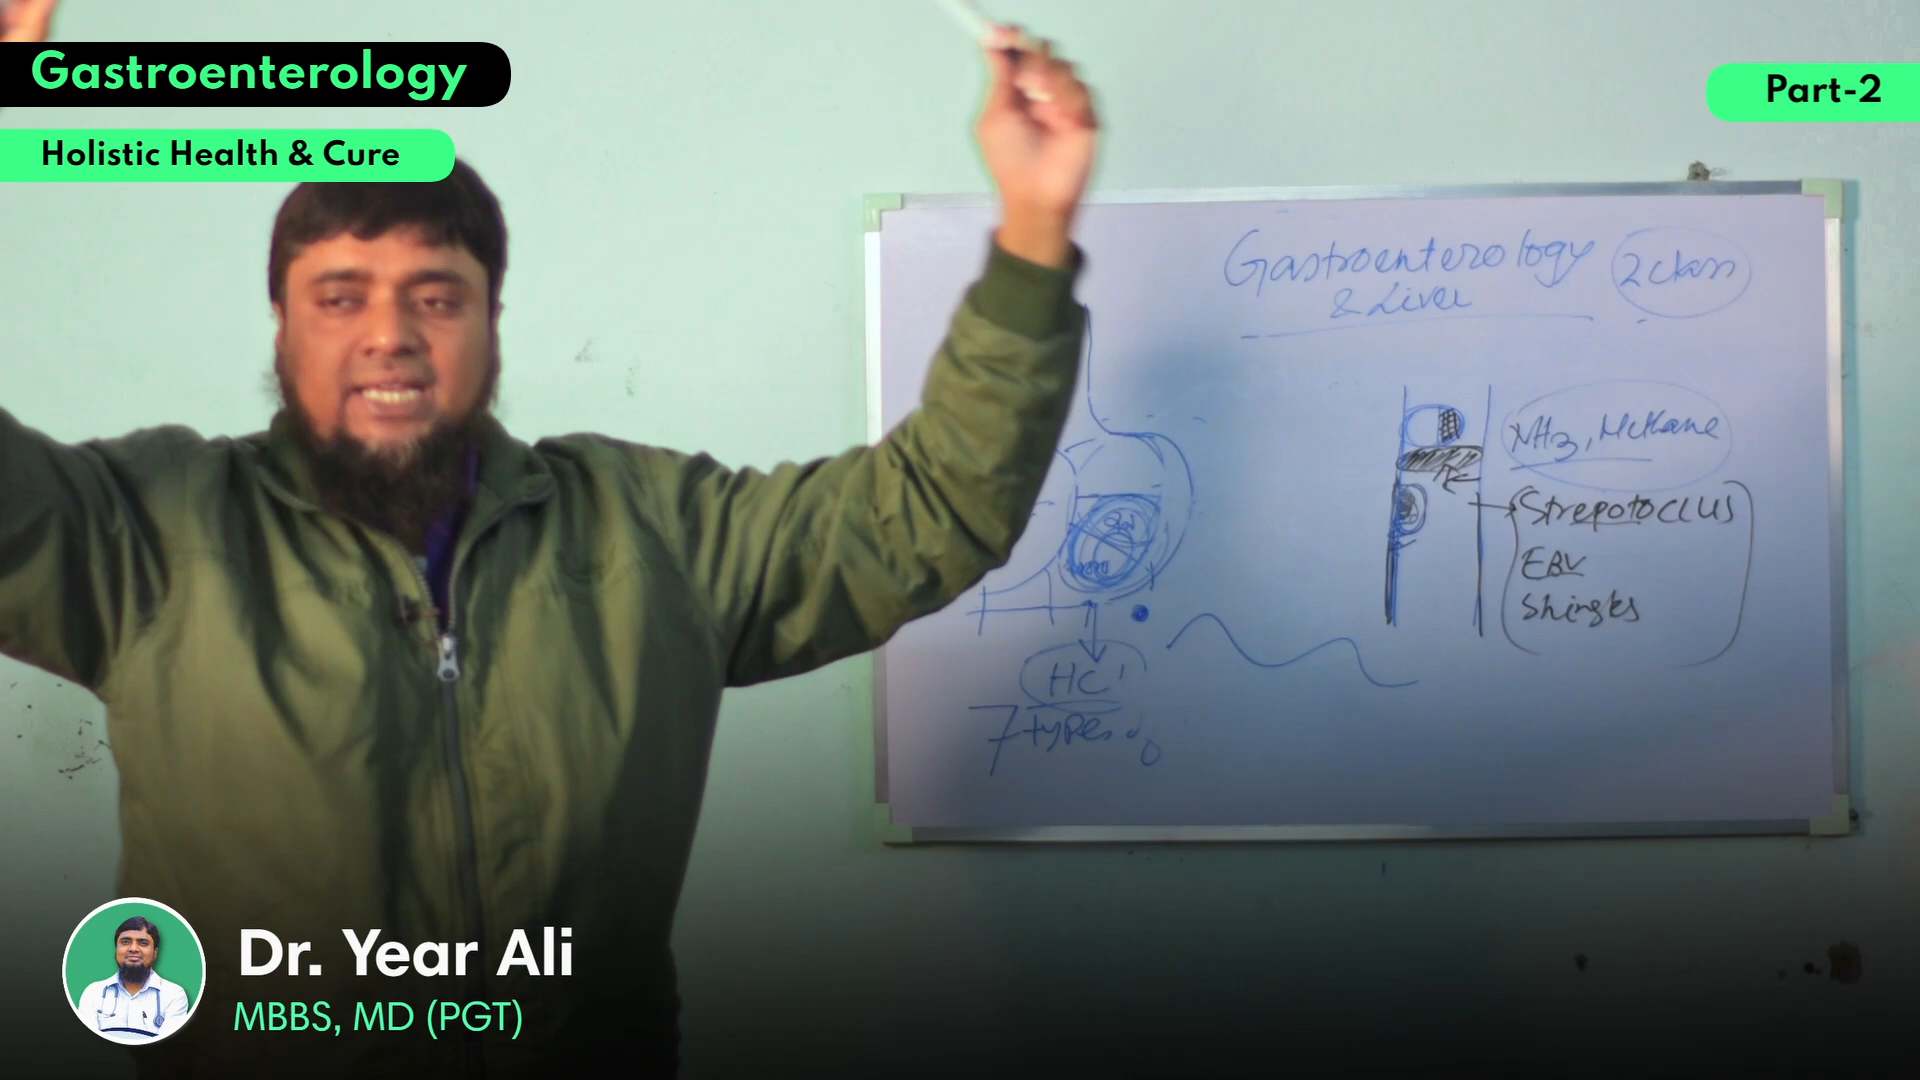 Gastroenterology
Holistic Health & Cure
Part-2
Gastroenterology
& Liver
2 class
NH3, Methane
Strepotoclus
EBV
Shingles
HCl
7 types
Dr. Year Ali
MBBS, MD (PGT)